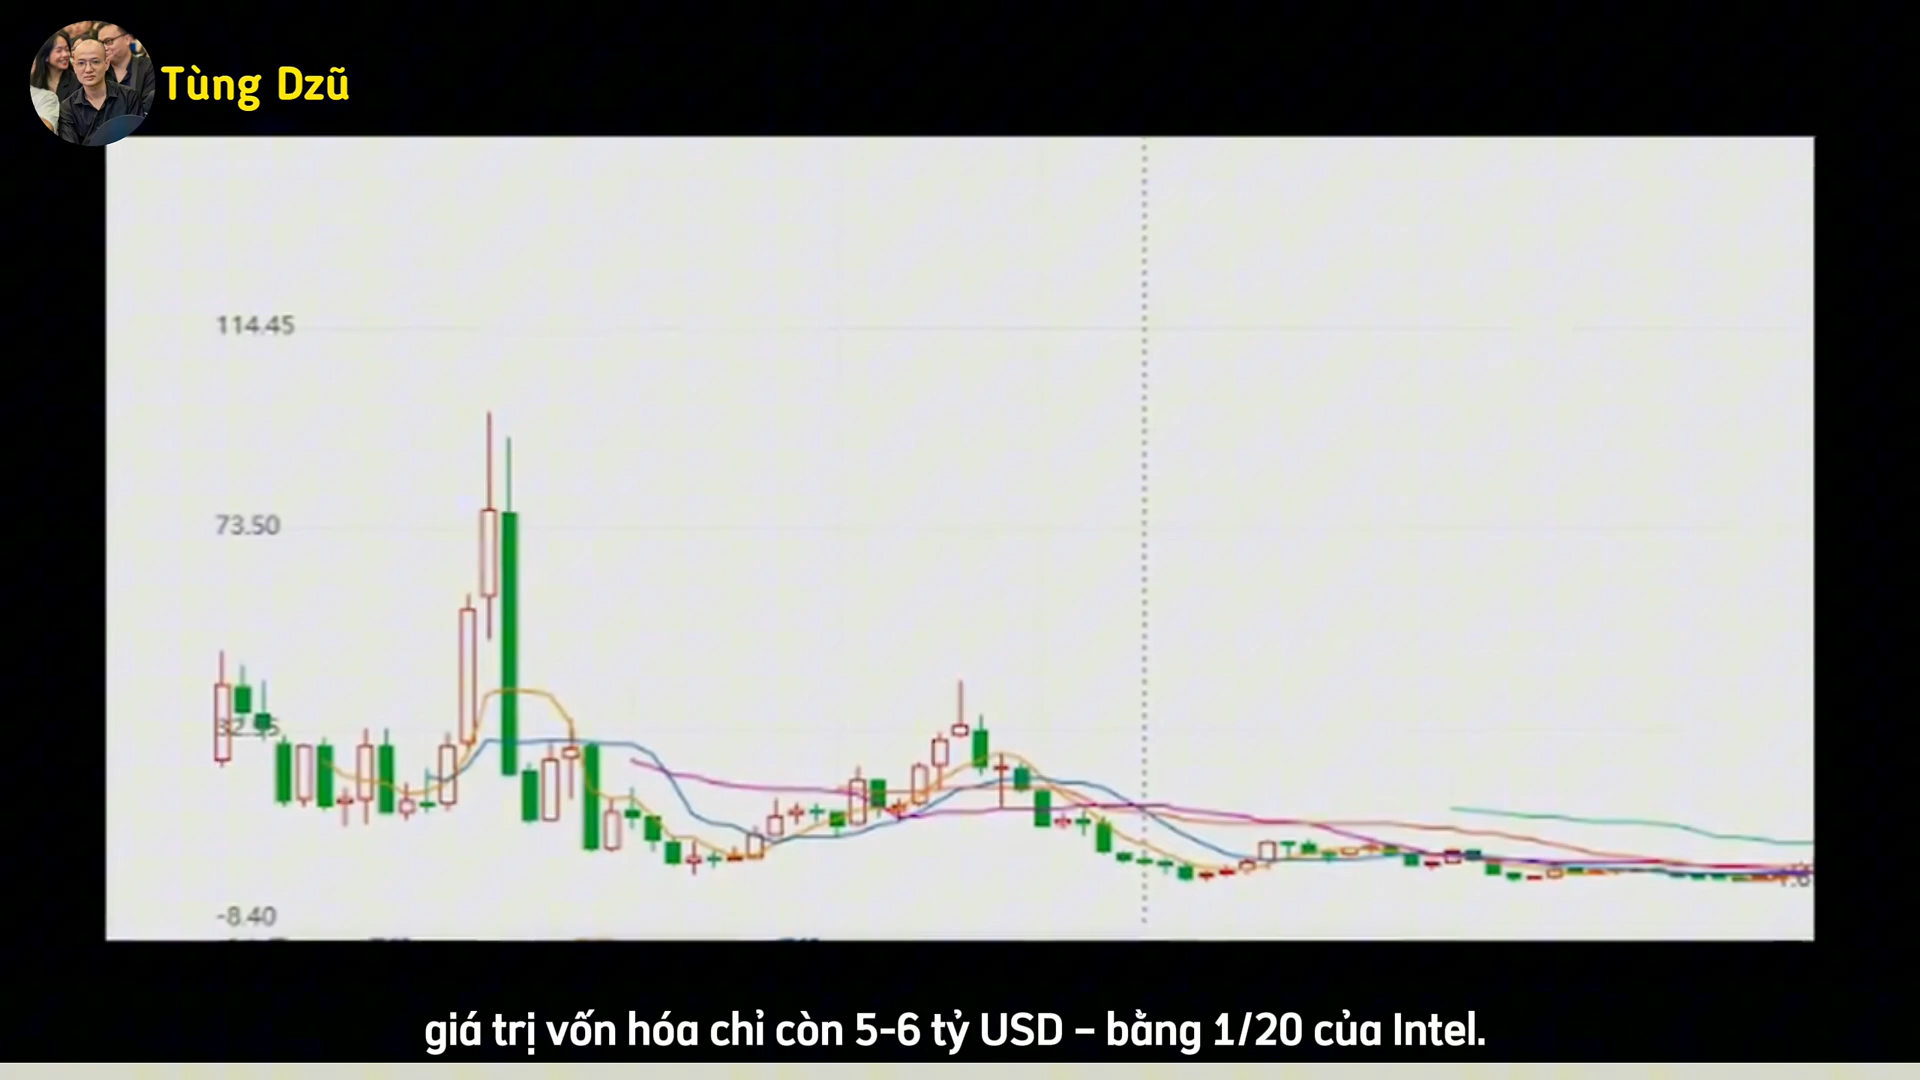 Tùng Dzũ
114.45
73.50
-8.40
giá trị vốn hóa chỉ còn 5-6 tỷ USD – bằng 1/20 của Intel.